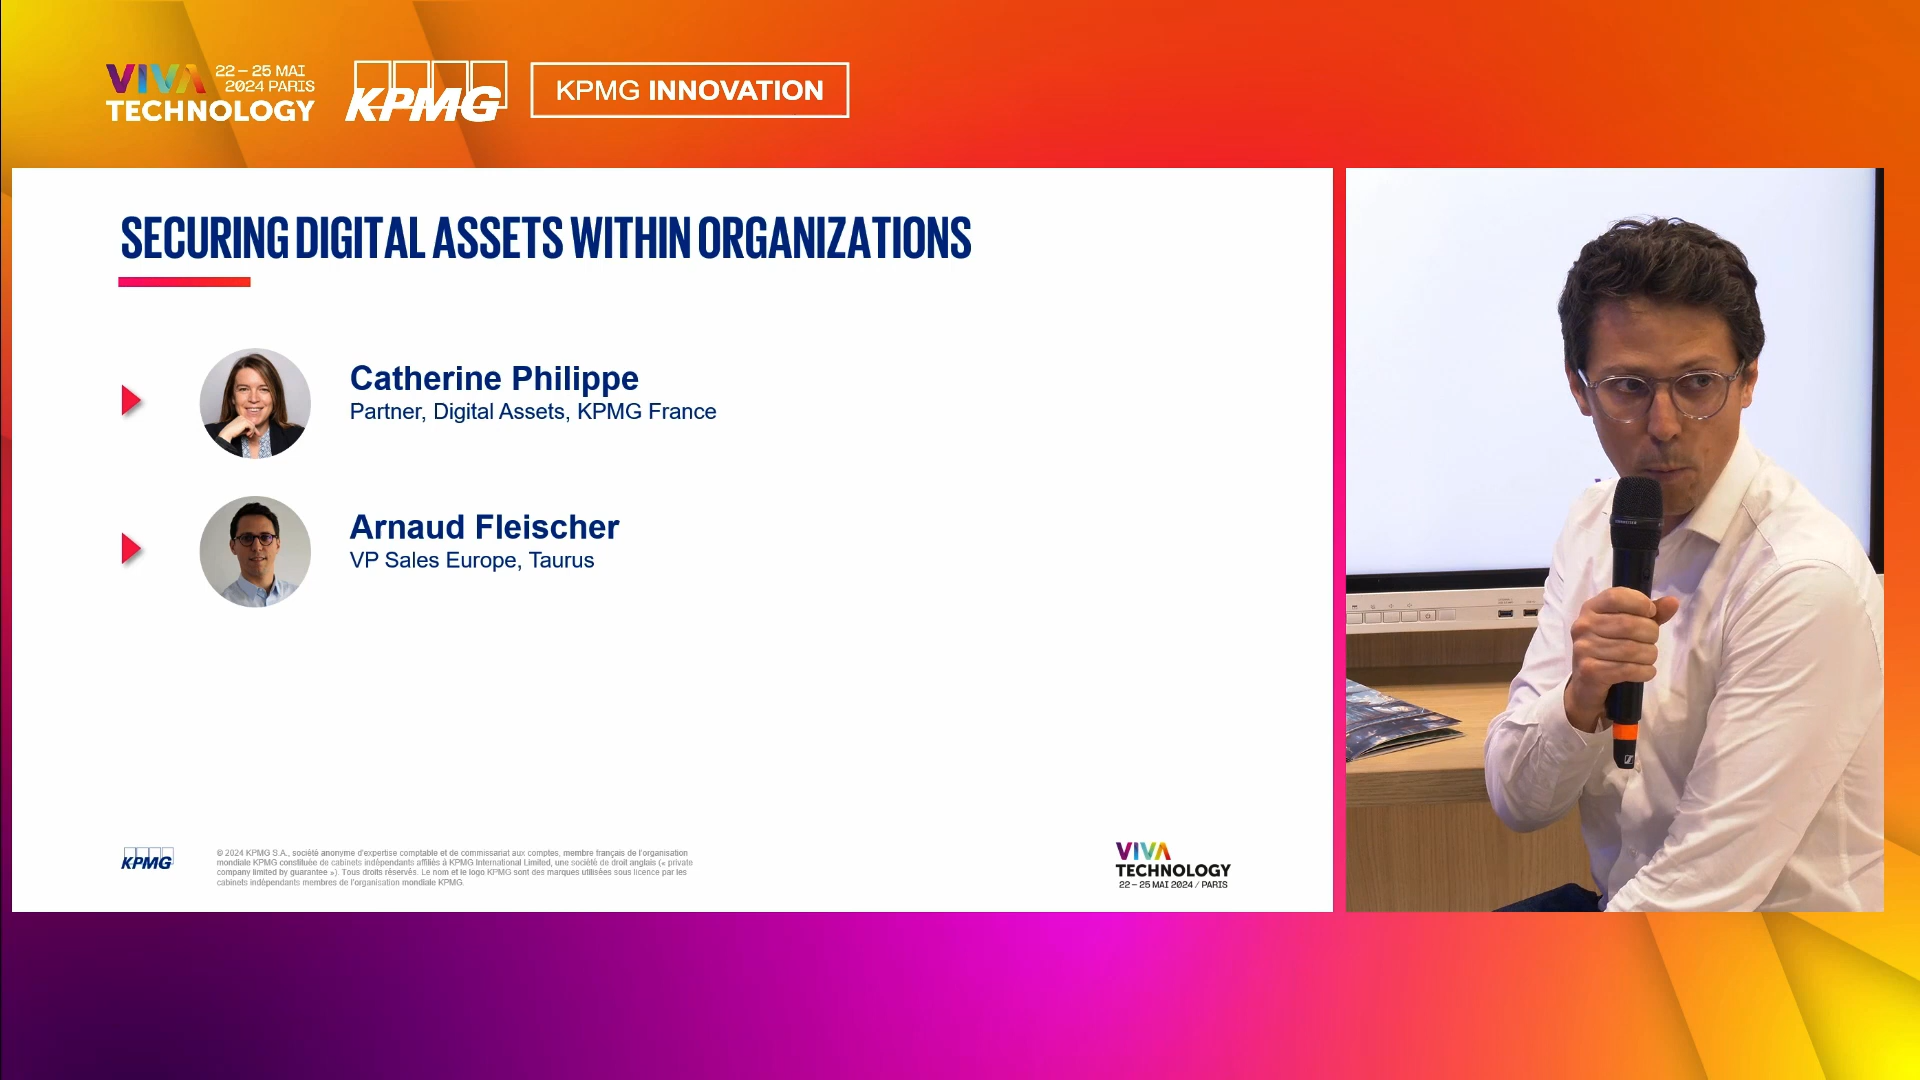 VIVA 22 – 25 MAI
2024 PARIS
TECHNOLOGY
KPMG
KPMG INNOVATION
SECURING DIGITAL ASSETS WITHIN ORGANIZATIONS
Catherine Philippe
Partner, Digital Assets, KPMG France
Arnaud Fleischer
VP Sales Europe, Taurus
KPMG
© 2024 KPMG S.A., société anonyme d'expertise comptable et de commissariat aux comptes, membre français de l'organisation
mondiale KPMG constituée de cabinets indépendants affiliés à KPMG International Limited, une société de droit anglais (« private
company limited by guarantee »). Tous droits réservés. Le nom et le logo KPMG sont des marques utilisées sous licence par les
cabinets indépendants membres de l'organisation mondiale KPMG.
VIVA
TECHNOLOGY
22 – 25 MAI 2024 / PARIS